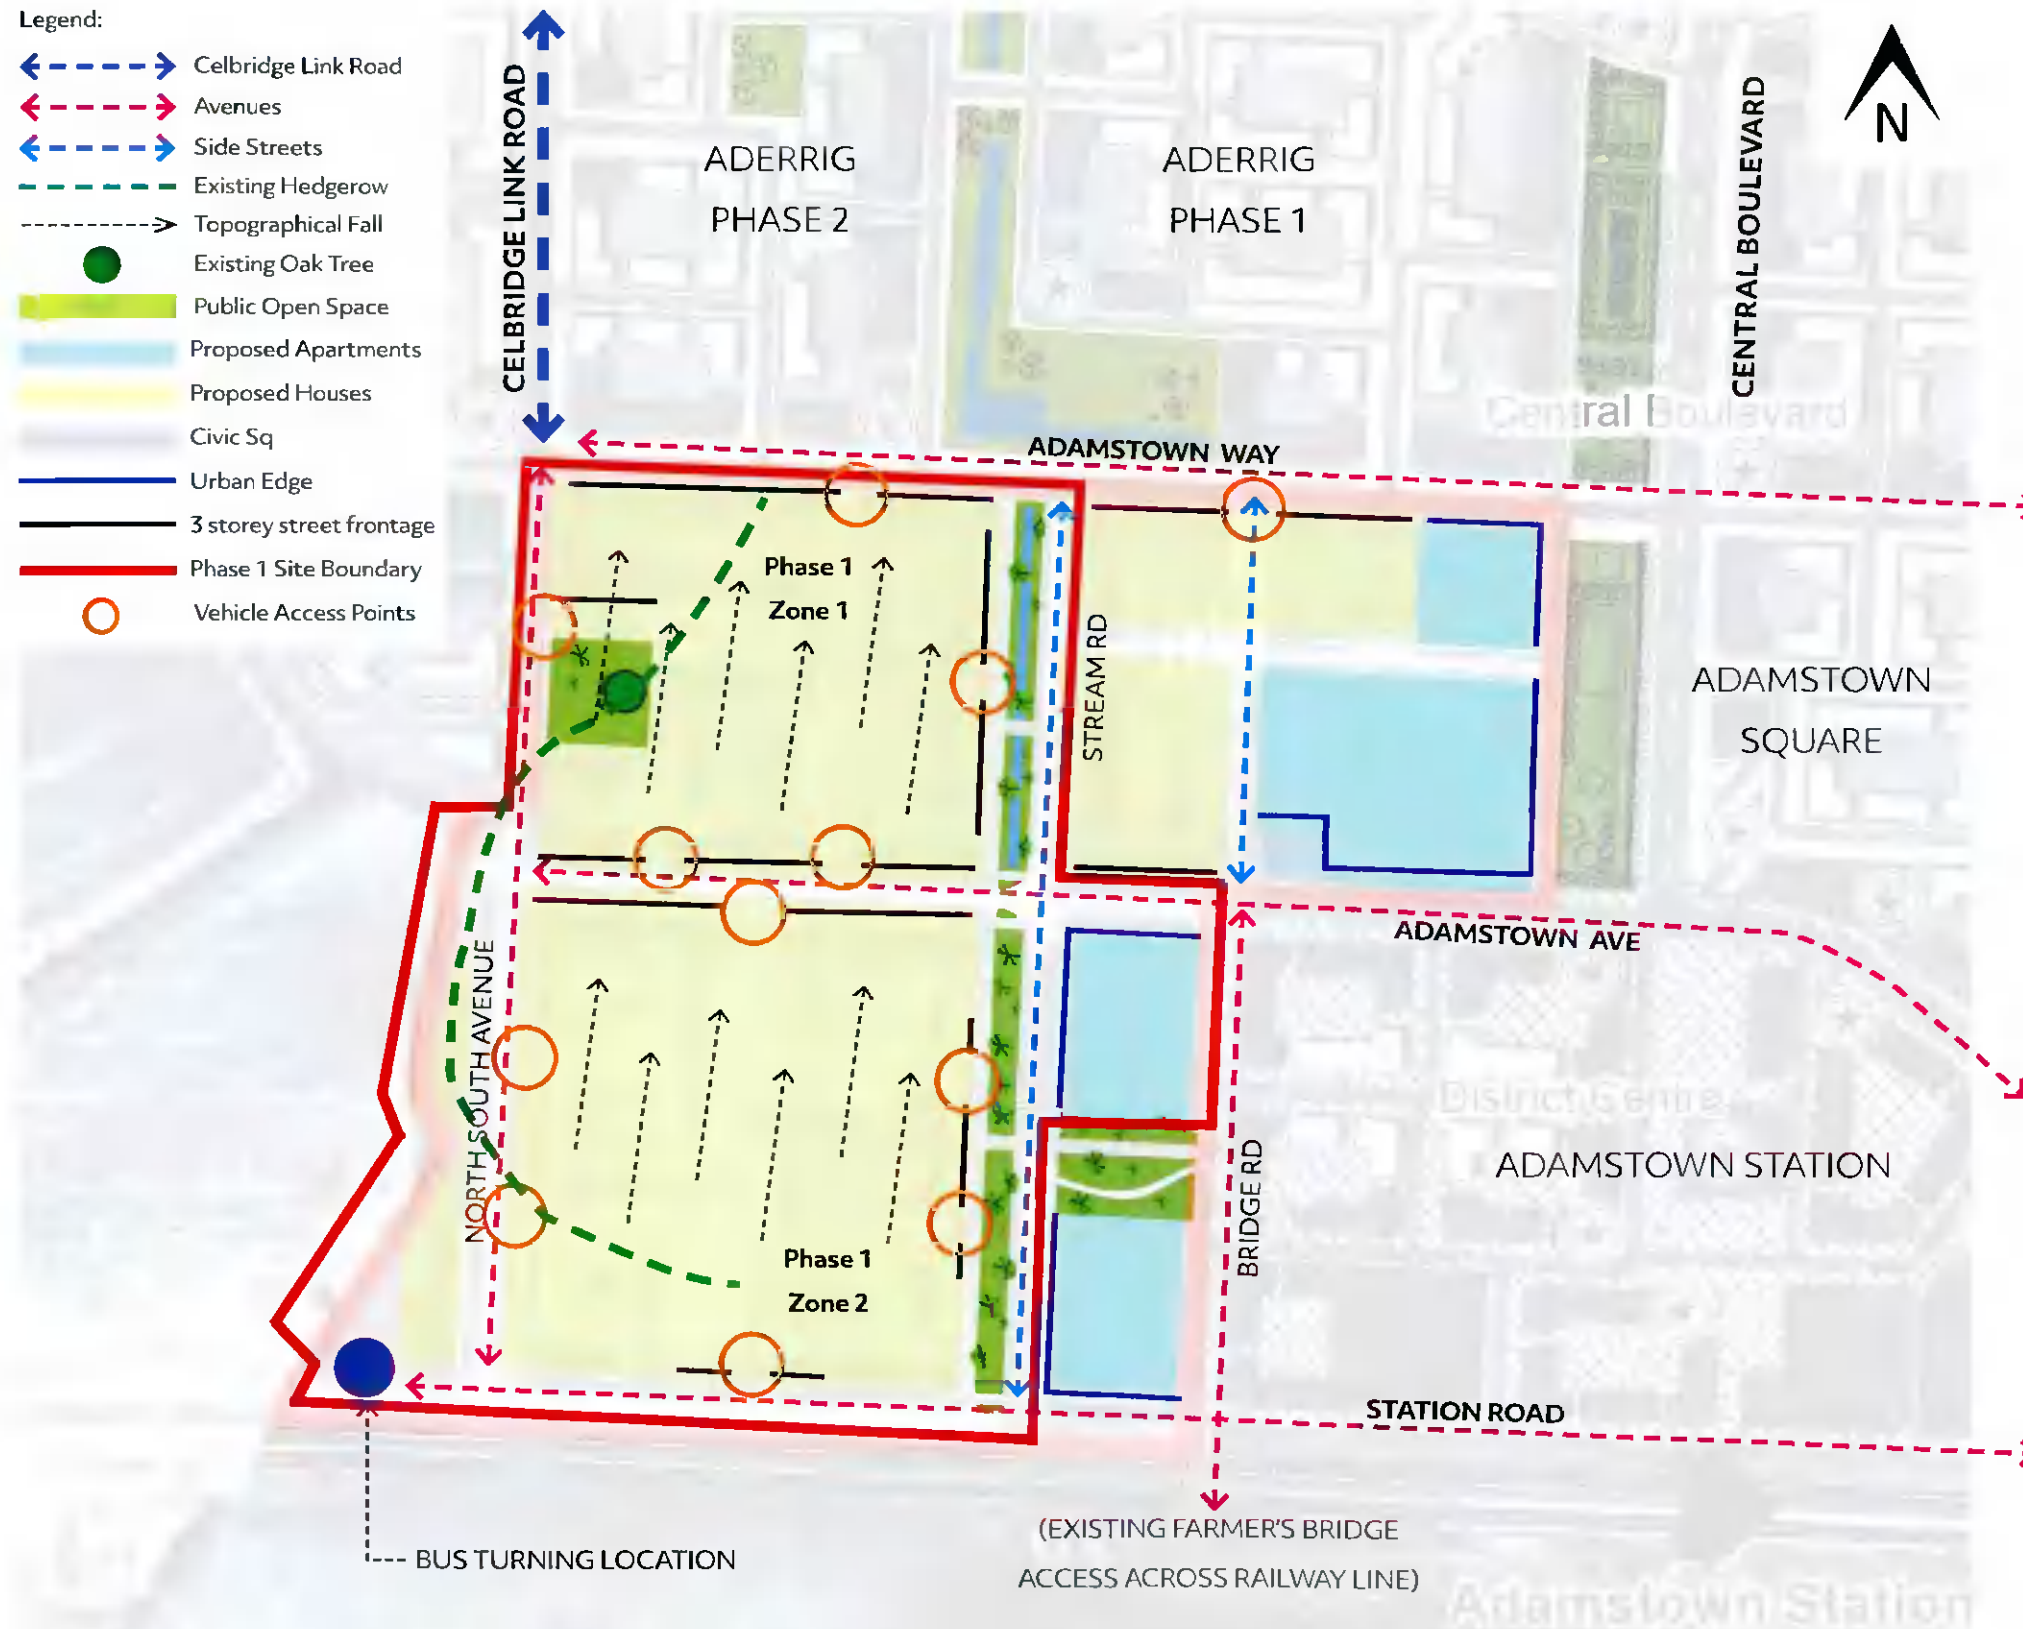 Legend:
Celbridge Link Road
Avenues
Side Streets
Existing Hedgerow
Topographical Fall
Existing Oak Tree
Public Open Space
Proposed Apartments
Proposed Houses
Civic Sq
Urban Edge
3 storey street frontage
Phase 1 Site Boundary
Vehicle Access Points
CELBRIDGE LINK ROAD
ADERRIG
PHASE 2
ADERRIG
PHASE 1
CENTRAL BOULEVARD
N
Central Boulevard
ADAMSTOWN WAY
Phase 1
Zone 1
STREAM RD
ADAMSTOWN
SQUARE
ADAMSTOWN AVE
NORTH SOUTH AVENUE
District Centre
ADAMSTOWN STATION
BRIDGE RD
Phase 1
Zone 2
STATION ROAD
BUS TURNING LOCATION
(EXISTING FARMER'S BRIDGE
ACCESS ACROSS RAILWAY LINE)
Adamstown Station